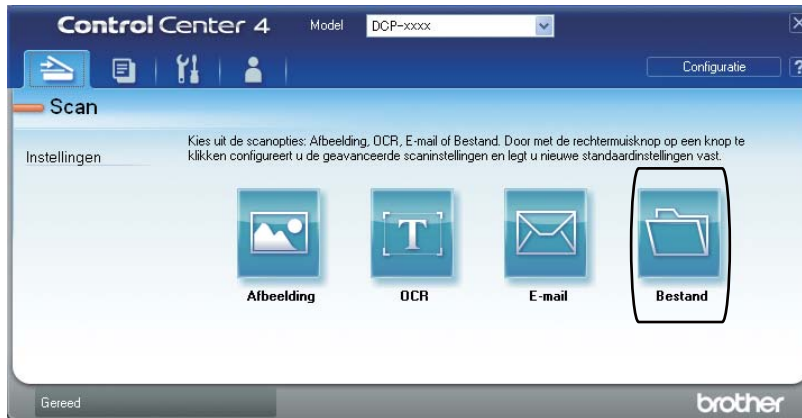 Control Center 4 Model DCP-xxxx
Configuratie ?
Scan
Kies uit de scanopties: Afbeelding, OCR, E-mail of Bestand. Door met de rechtermuisknop op een knop te
Instellingen klikken configureert u de geavanceerde scaninstellingen en legt u nieuwe standaardinstellingen vast.
T
Afbeelding OCR E-mail Bestand
Gereed brother